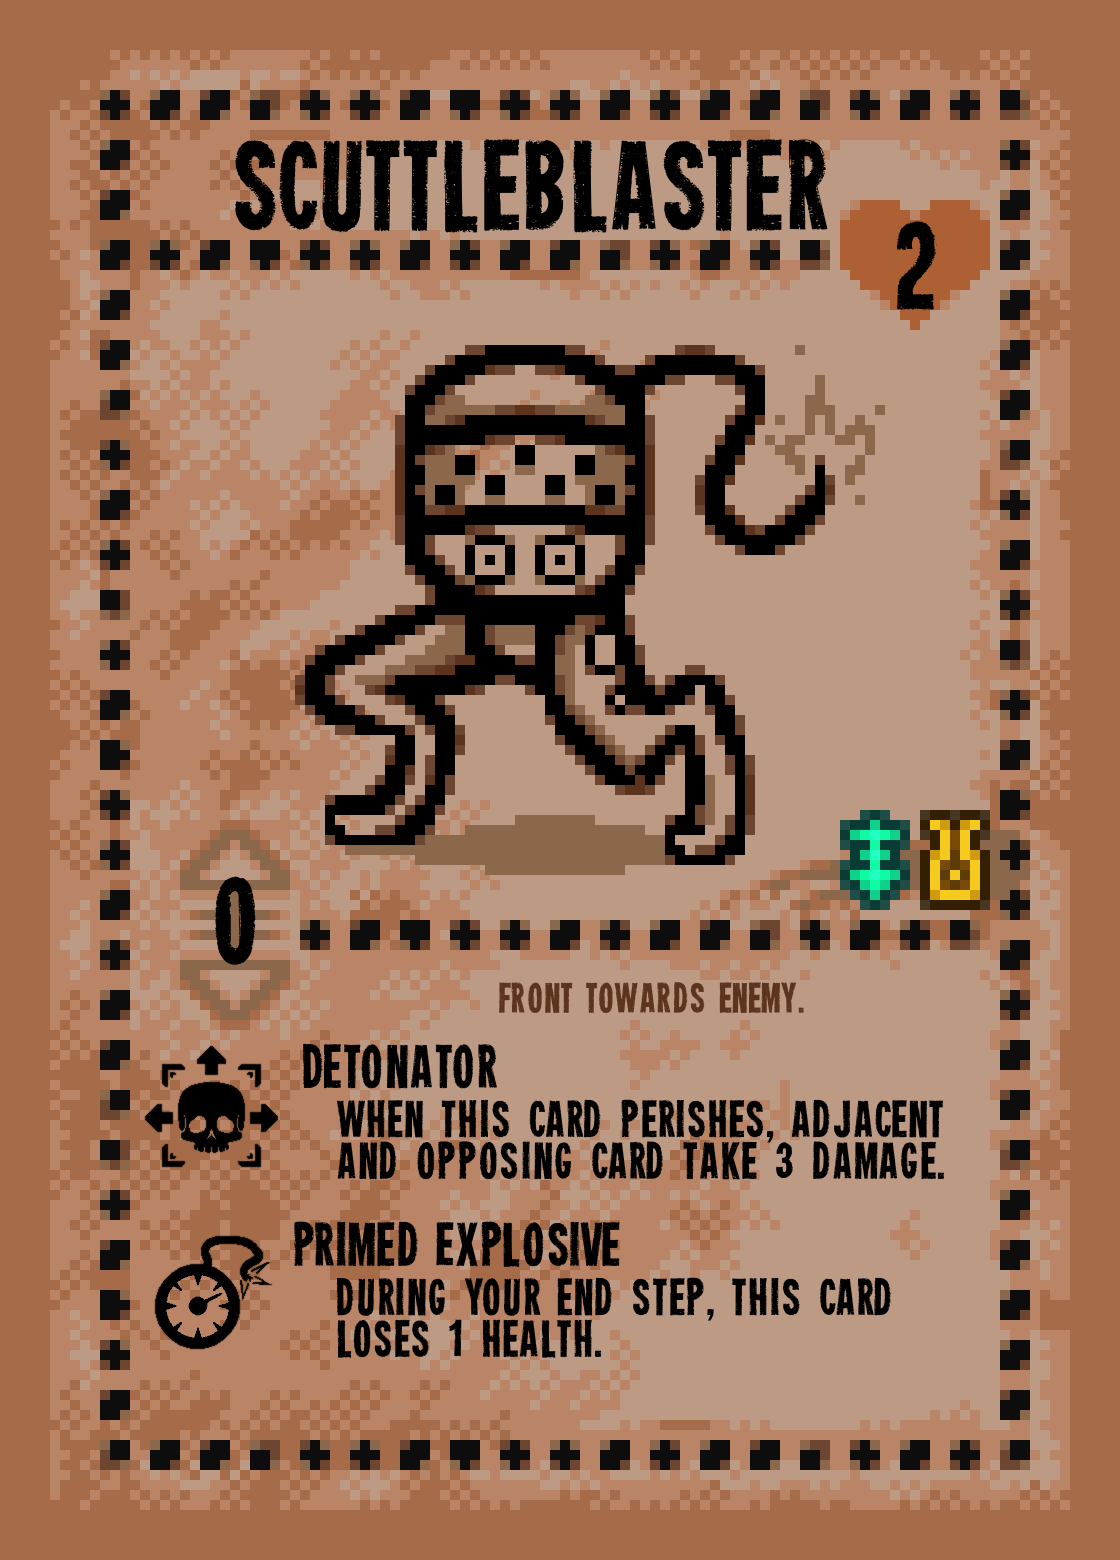 SCUTTLEBLASTER
2
0
FRONT TOWARDS ENEMY.
DETONATOR
WHEN THIS CARD PERISHES, ADJACENT
AND OPPOSING CARD TAKE 3 DAMAGE.
PRIMED EXPLOSIVE
DURING YOUR END STEP, THIS CARD
LOSES 1 HEALTH.